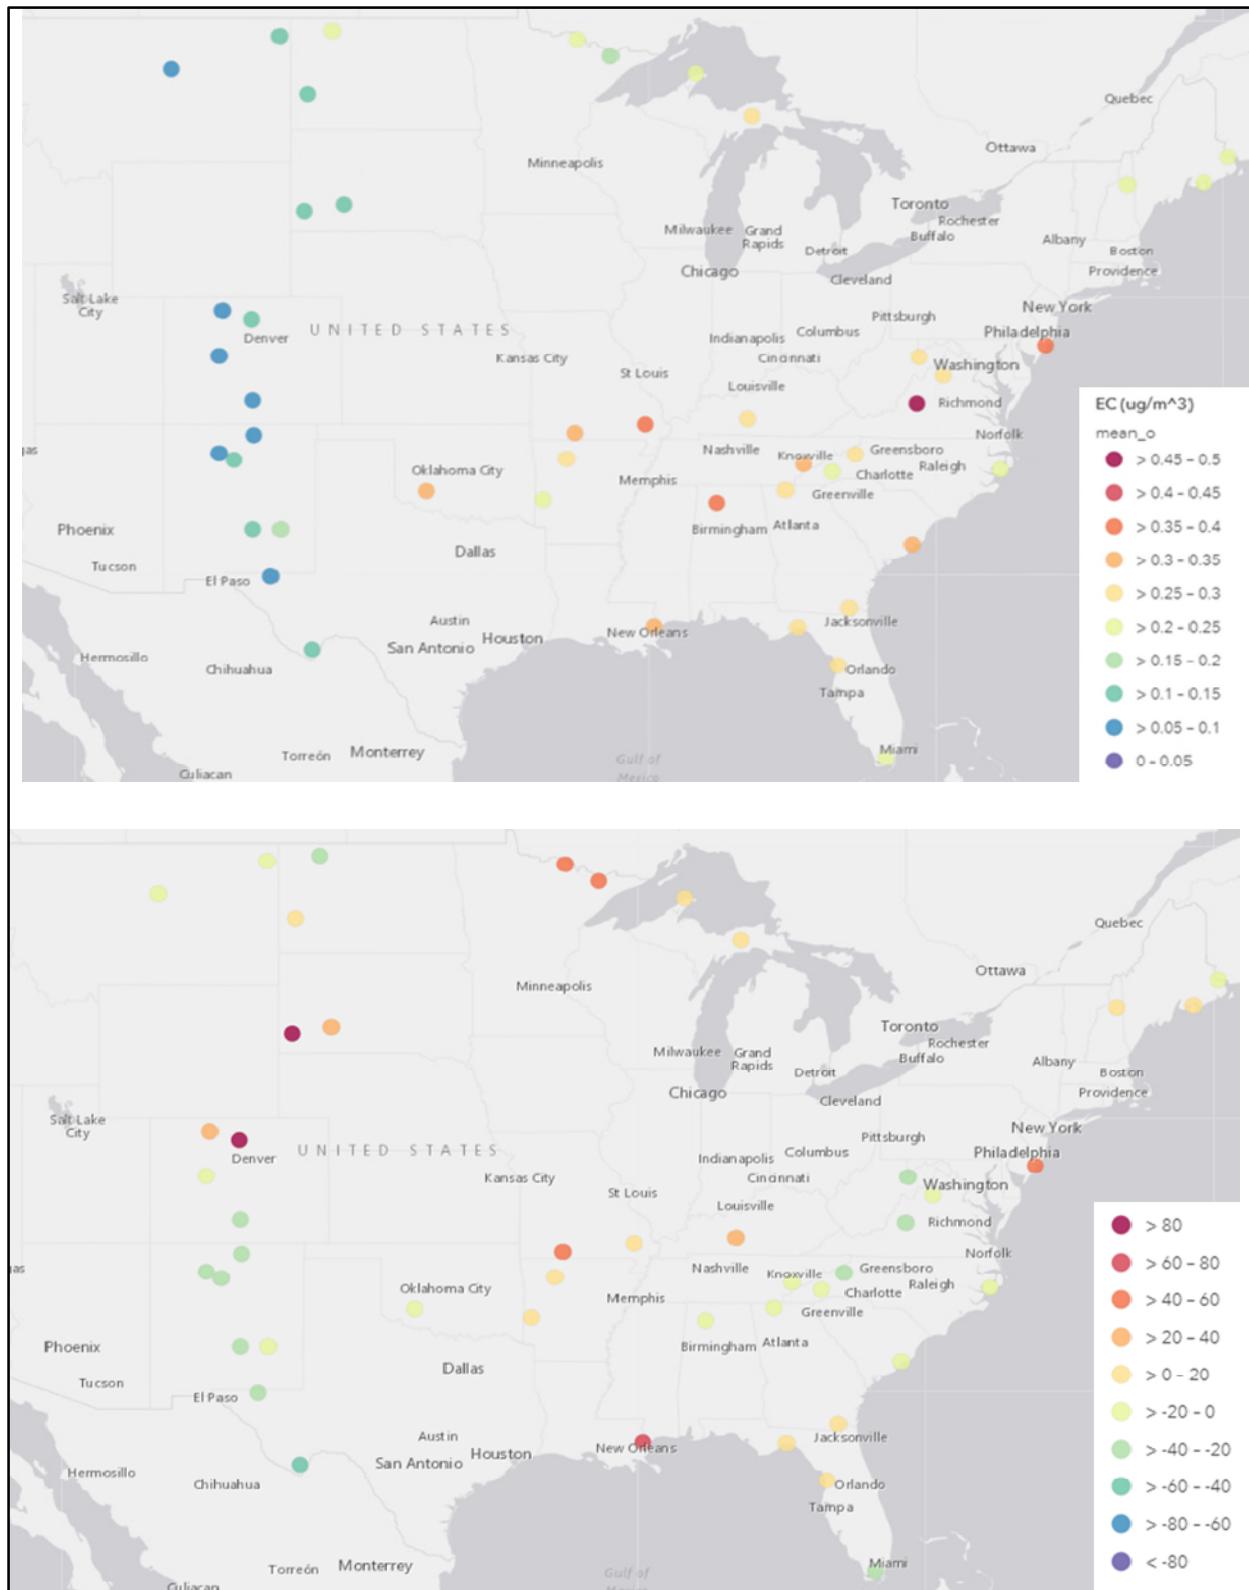 Quebec
Ottawa
Minneapolis
Toronto
Rochester
Milwaukee
Grand
Rapids
Buffalo
Albany
Detroit
Boston
Chicago
Cleveland
Providence
Salt Lake
City
New York
Pittsburgh
UNITED STATES
Columbus
Philadelphia
Denver
Indianapolis
Kansas City
Cincinnati
Washington
St Louis
Louisville
Richmond
Norfolk
as
Nashville
Knoxville
Greensboro
Oklahoma City
Charlotte
Raleigh
Memphis
Greenville
Phoenix
Birmingham
Atlanta
Dallas
Tucson
El Paso
Austin
Jacksonville
New Orleans
Houston
San Antonio
Hermosillo
Chihuahua
Orlando
Tampa
Miami
Torreón
Monterrey
Gulf of
Mexico
Culiacan
EC (ug/m^3)
mean_o
> 0.45 – 0.5
> 0.4 – 0.45
> 0.35 – 0.4
> 0.3 – 0.35
> 0.25 – 0.3
> 0.2 – 0.25
> 0.15 – 0.2
> 0.1 – 0.15
> 0.05 – 0.1
0 – 0.05
Quebec
Ottawa
Minneapolis
Toronto
Rochester
Milwaukee
Grand
Rapids
Buffalo
Albany
Detroit
Boston
Chicago
Cleveland
Providence
Salt Lake
City
New York
Pittsburgh
UNITED STATES
Columbus
Philadelphia
Denver
Indianapolis
Kansas City
Cincinnati
Washington
St Louis
Louisville
Richmond
Norfolk
as
Nashville
Knoxville
Greensboro
Oklahoma City
Charlotte
Raleigh
Memphis
Greenville
Phoenix
Birmingham
Atlanta
Dallas
Tucson
El Paso
Austin
Jacksonville
New Orleans
Houston
San Antonio
Hermosillo
Chihuahua
Orlando
Tampa
Miami
Torreón
Monterrey
Gulf of
Mexico
Culiacan
> 80
> 60 – 80
> 40 – 60
> 20 – 40
> 0 – 20
> -20 – 0
> -40 – -20
> -60 – -40
> -80 – -60
< -80